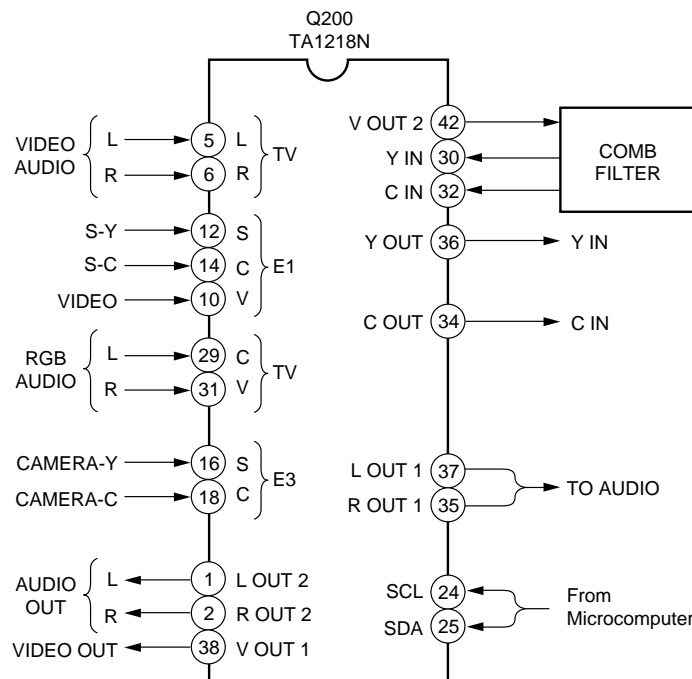 Q200
TA1218N
VIDEO
AUDIO
L
R
5
6
L
R
TV
S-Y
S-C
VIDEO
12
14
10
S
C
V
E1
RGB
AUDIO
L
R
29
31
C
V
TV
CAMERA-Y
CAMERA-C
16
18
S
C
E3
AUDIO
OUT
L
R
VIDEO OUT
1
2
38
L OUT 2
R OUT 2
V OUT 1
V OUT 2
42
Y IN
30
C IN
32
COMB
FILTER
Y OUT
36
Y IN
C OUT
34
C IN
L OUT 1
37
R OUT 1
35
TO AUDIO
SCL
24
SDA
25
From
Microcomputer